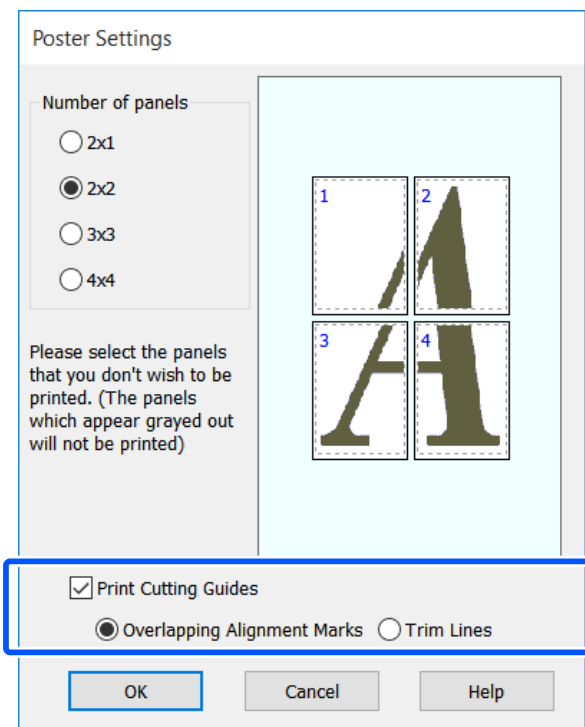 Poster Settings
Number of panels
2x1
2x2
3x3
4x4
1
2
3
4
A
Please select the panels
that you don't wish to be
printed. (The panels
which appear grayed out
will not be printed)
Print Cutting Guides
Overlapping Alignment Marks Trim Lines
OK Cancel Help